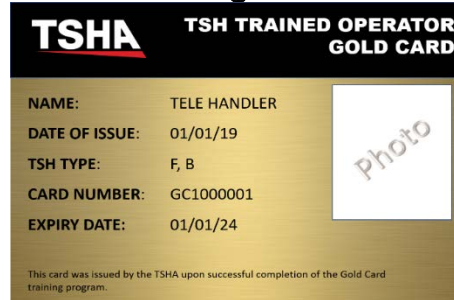 TSHA
TSH TRAINED OPERATOR
GOLD CARD
NAME: TELE HANDLER
DATE OF ISSUE: 01/01/19
TSH TYPE: F, B
CARD NUMBER: GC1000001
EXPIRY DATE: 01/01/24
Photo
This card was issued by the TSHA upon successful completion of the Gold Card
training program.